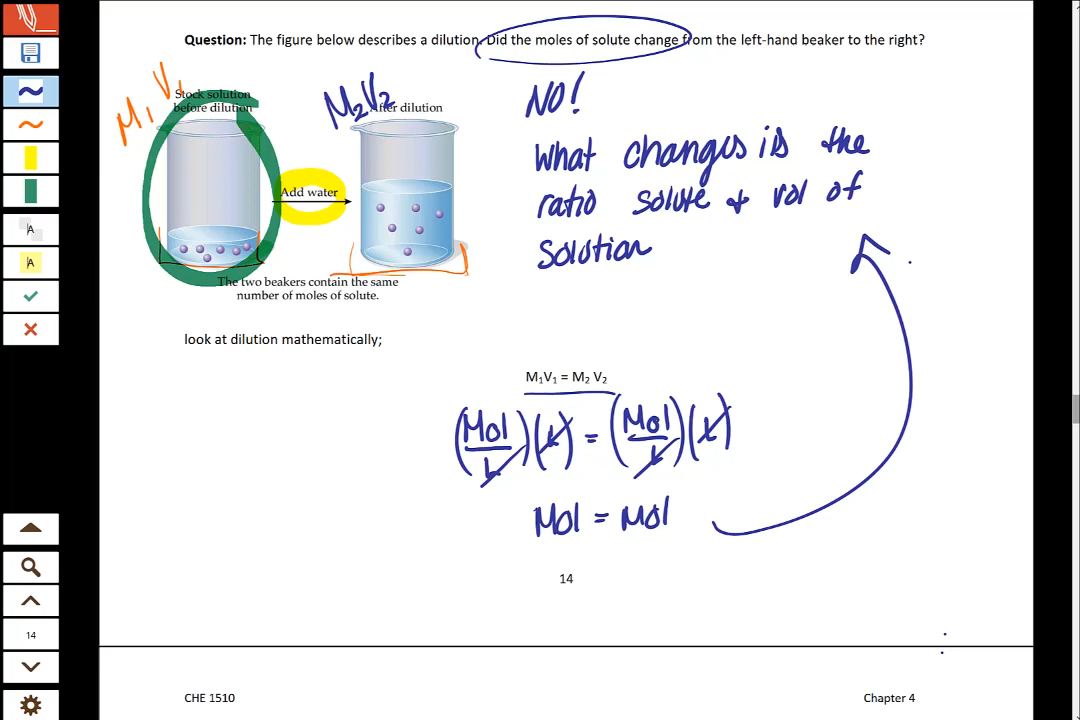 Question: The figure below describes a dilution. Did the moles of solute change from the left-hand beaker to the right?
M1 V1
Stock solution
before dilution
M2V2
After dilution
Add water
The two beakers contain the same
number of moles of solute.
NO!
What changes is the
ratio solute & vol of
solution
look at dilution mathematically;
M₁V₁ = M₂ V₂
(Mol/L)(L) = (Mol/L)(L)
Mol = Mol
14
CHE 1510
Chapter 4
A
A
14